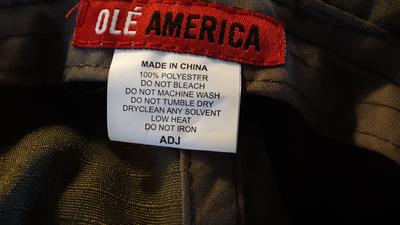 OLÉ AMERICA
MADE IN CHINA
100% POLYESTER
DO NOT BLEACH
DO NOT MACHINE WASH
DO NOT TUMBLE DRY
DRYCLEAN ANY SOLVENT
LOW HEAT
DO NOT IRON
ADJ